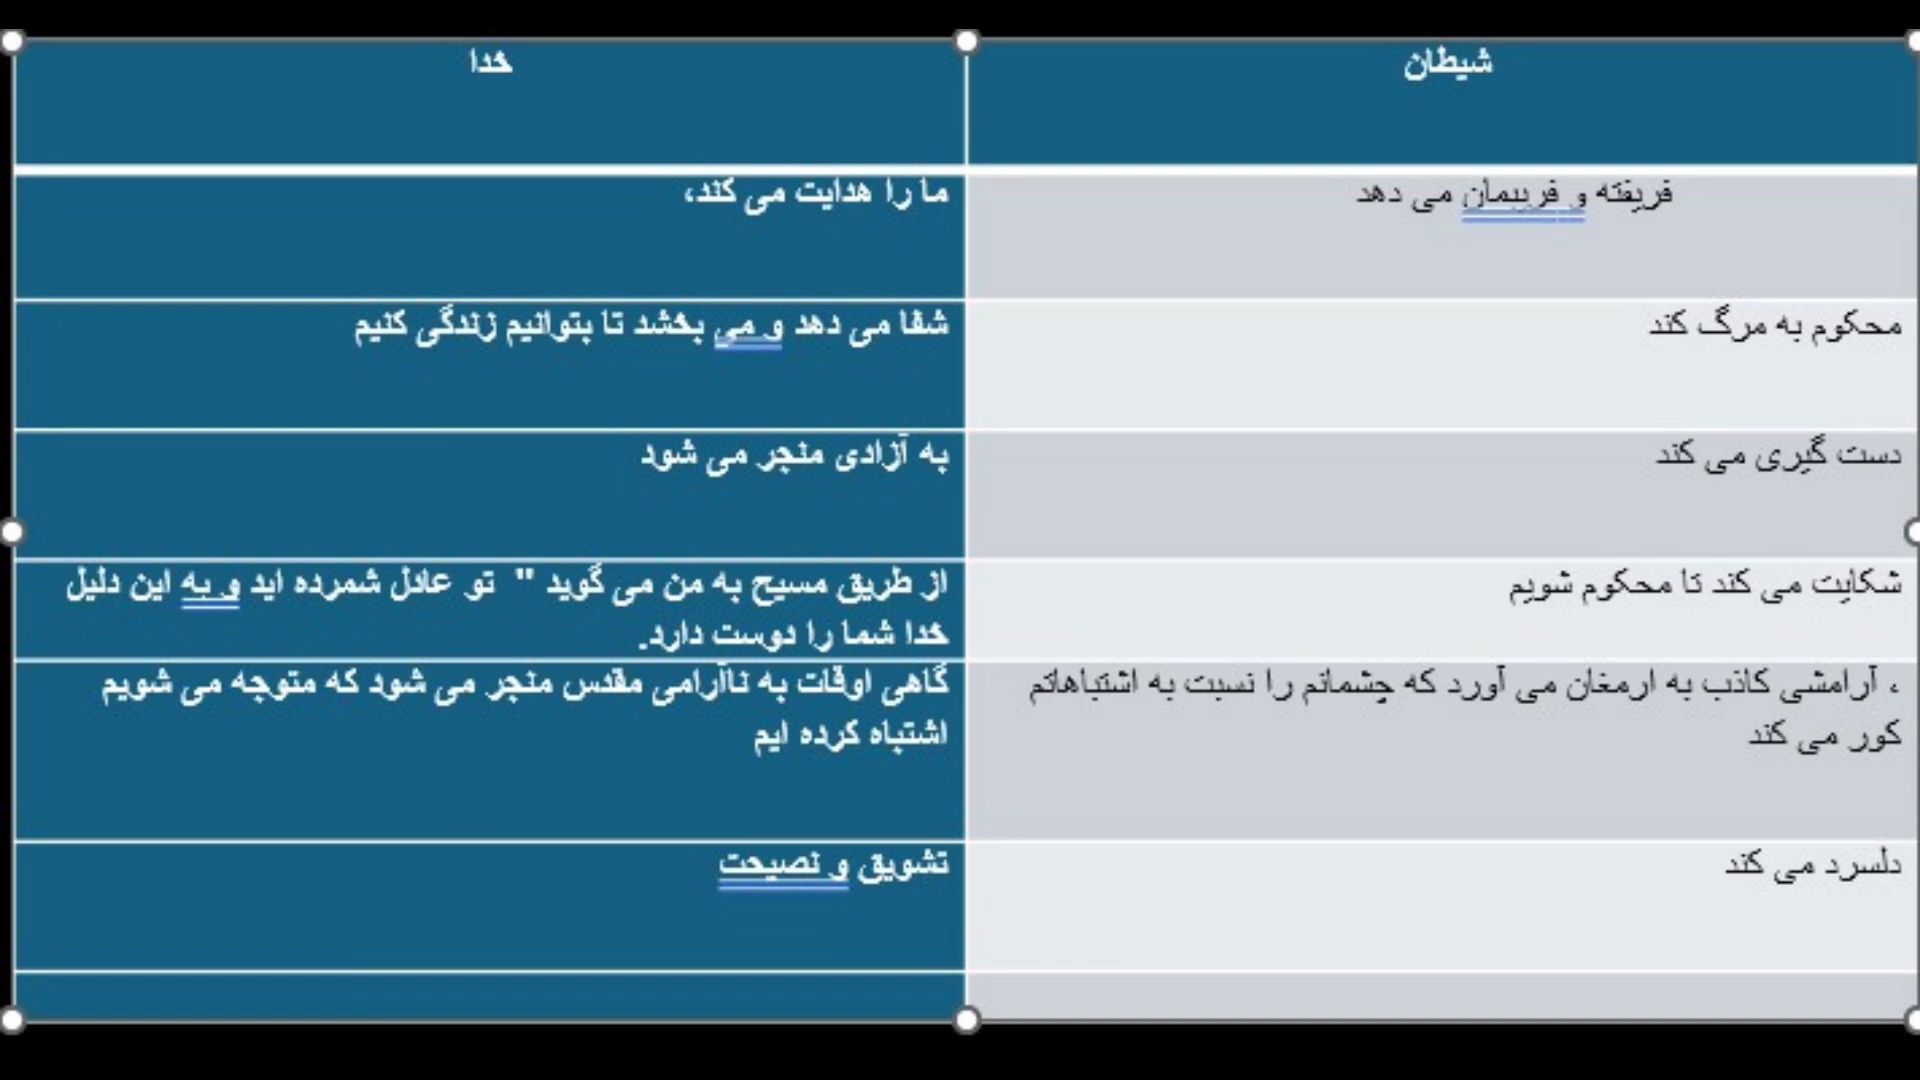 شیطان
خدا
فریفته و فریبمان می دهد
ما را هدایت می کند،
محکوم به مرگ کند
شفا می دهد و می بخشد تا بتوانیم زندگی کنیم
دست گیری می کند
به آزادی منجر می شود
شکایت می کند تا محکوم شویم
از طریق مسیح به من می گوید " تو عادل شمرده اید و به این دلیل
خدا شما را دوست دارد.
، آرامشی کاذب به ارمغان می آورد که چشمانم را نسبت به اشتباهاتم
کور می کند
گاهی اوقات به ناآرامی مقدس منجر می شود که متوجه می شویم
اشتباه کرده ایم
دلسرد می کند
تشویق و نصیحت